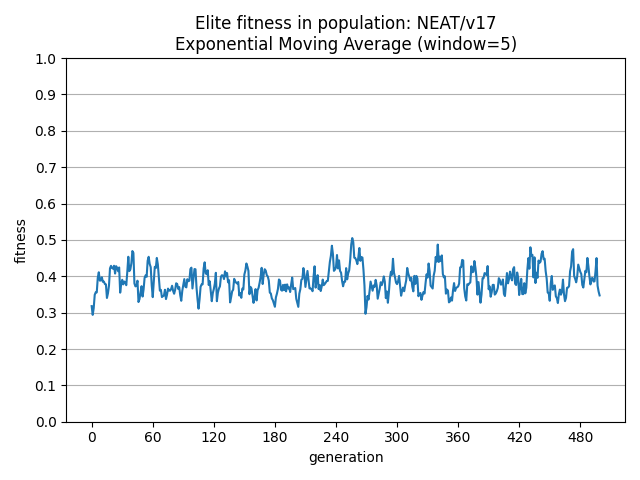 Elite fitness in population: NEAT/v17
Exponential Moving Average (window=5)
1.0
0.9
0.8
0.7
0.6
0.5
0.4
0.3
0.2
0.1
0.0
fitness
0 60 120 180 240 300 360 420 480
generation